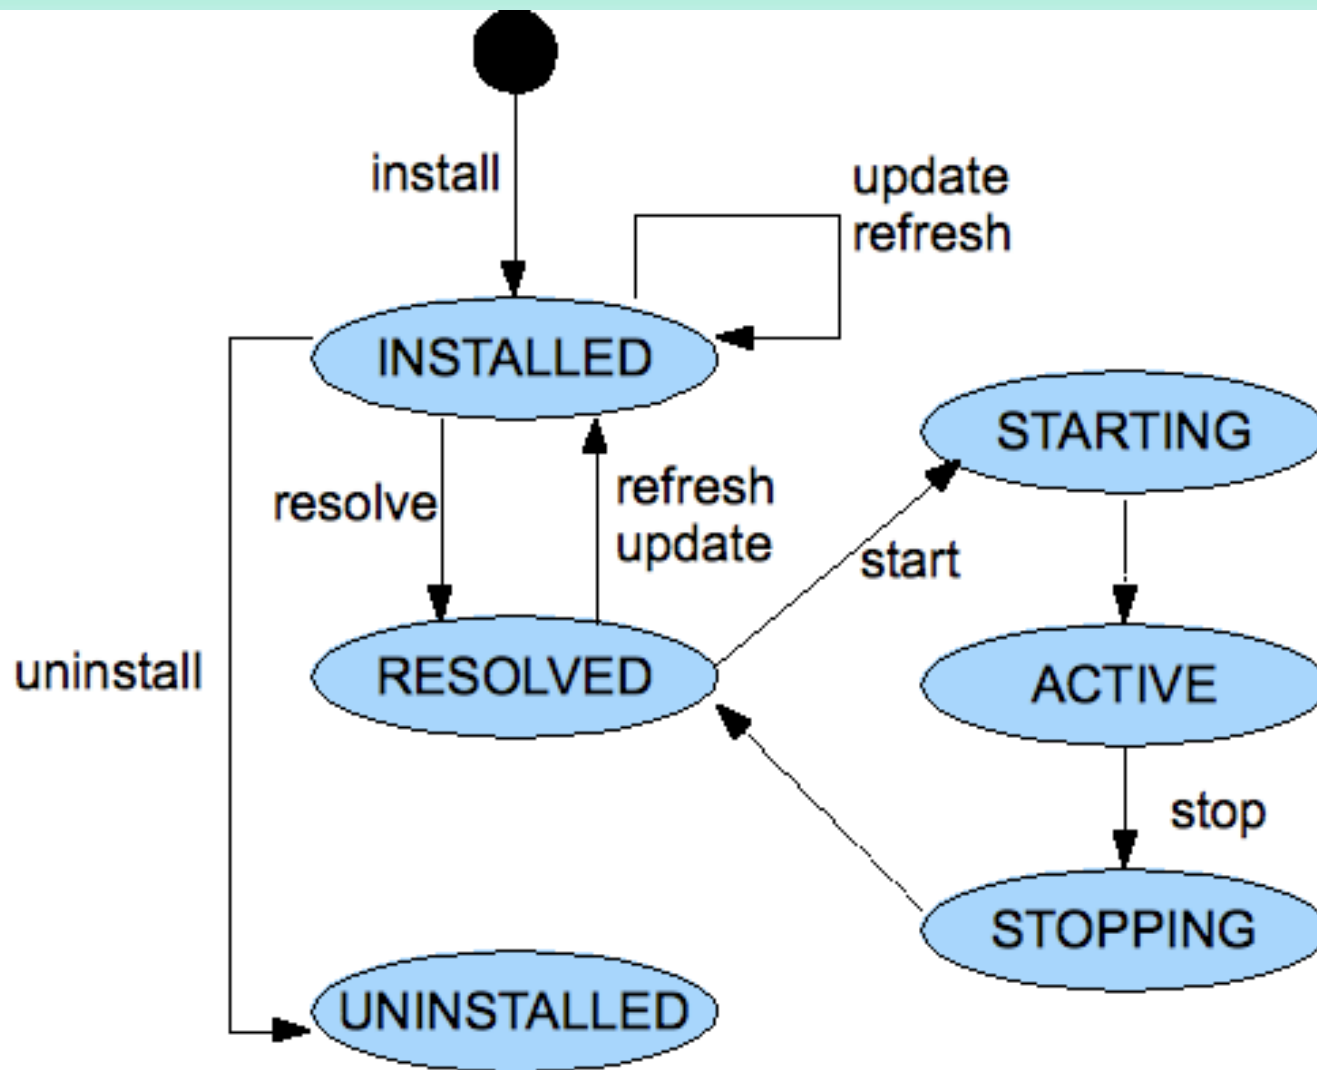 install
update
refresh
INSTALLED
STARTING
resolve
refresh
update
start
uninstall
RESOLVED
ACTIVE
stop
STOPPING
UNINSTALLED